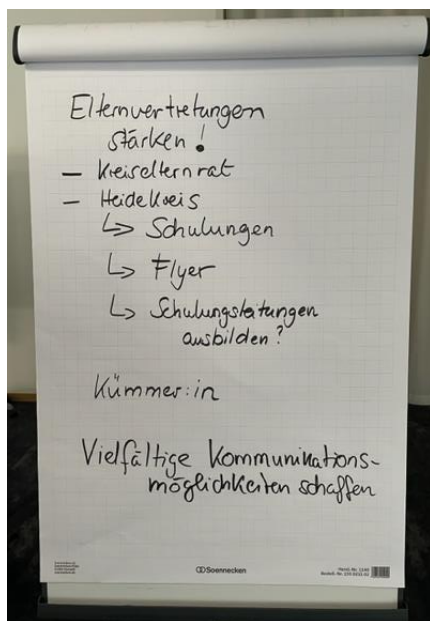 Elternvertretungen
stärken!
– Kreiselternrat
– Heidekreis
↳ Schulungen
↳ Flyer
↳ Schulungsleitungen
ausbilden?
Kümmer:in
Vielfältige Kommunikations-
möglichkeiten schaffen
Soennecken